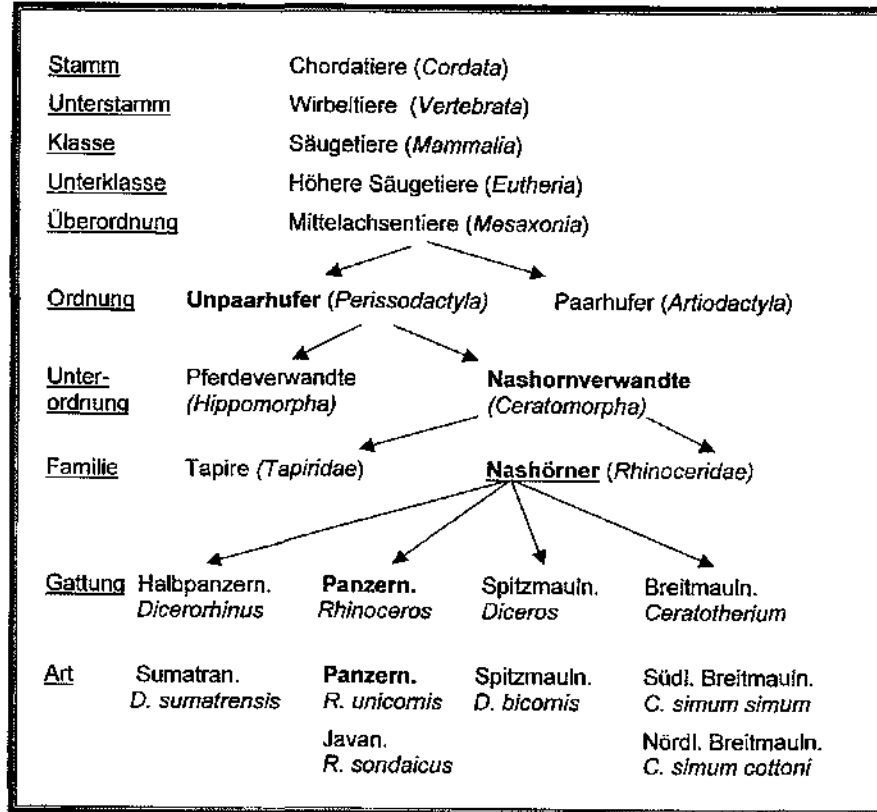 Stamm Chordatiere (Cordata)
Unterstamm Wirbeltiere (Vertebrata)
Klasse Säugetiere (Mammalia)
Unterklasse Höhere Säugetiere (Eutheria)
Überordnung Mittelachsentiere (Mesaxonia)
Ordnung Unpaarhufer (Perissodactyla) Paarhufer (Artiodactyla)
Unter- Pferdeverwandte Nashornverwandte
ordnung (Hippomorpha) (Ceratomorpha)
Familie Tapire (Tapiridae) Nashörner (Rhinoceridae)
Gattung Halbpanzern. Panzern. Spitzmauln. Breitmauln.
Dicerorhinus Rhinoceros Diceros Ceratotherium
Art Sumatran. Panzern. Spitzmauln. Südl. Breitmauln.
D. sumatrensis R. unicornis D. bicornis C. simum simum
Javan. Nördl. Breitmauln.
R. sondaicus C. simum cottoni